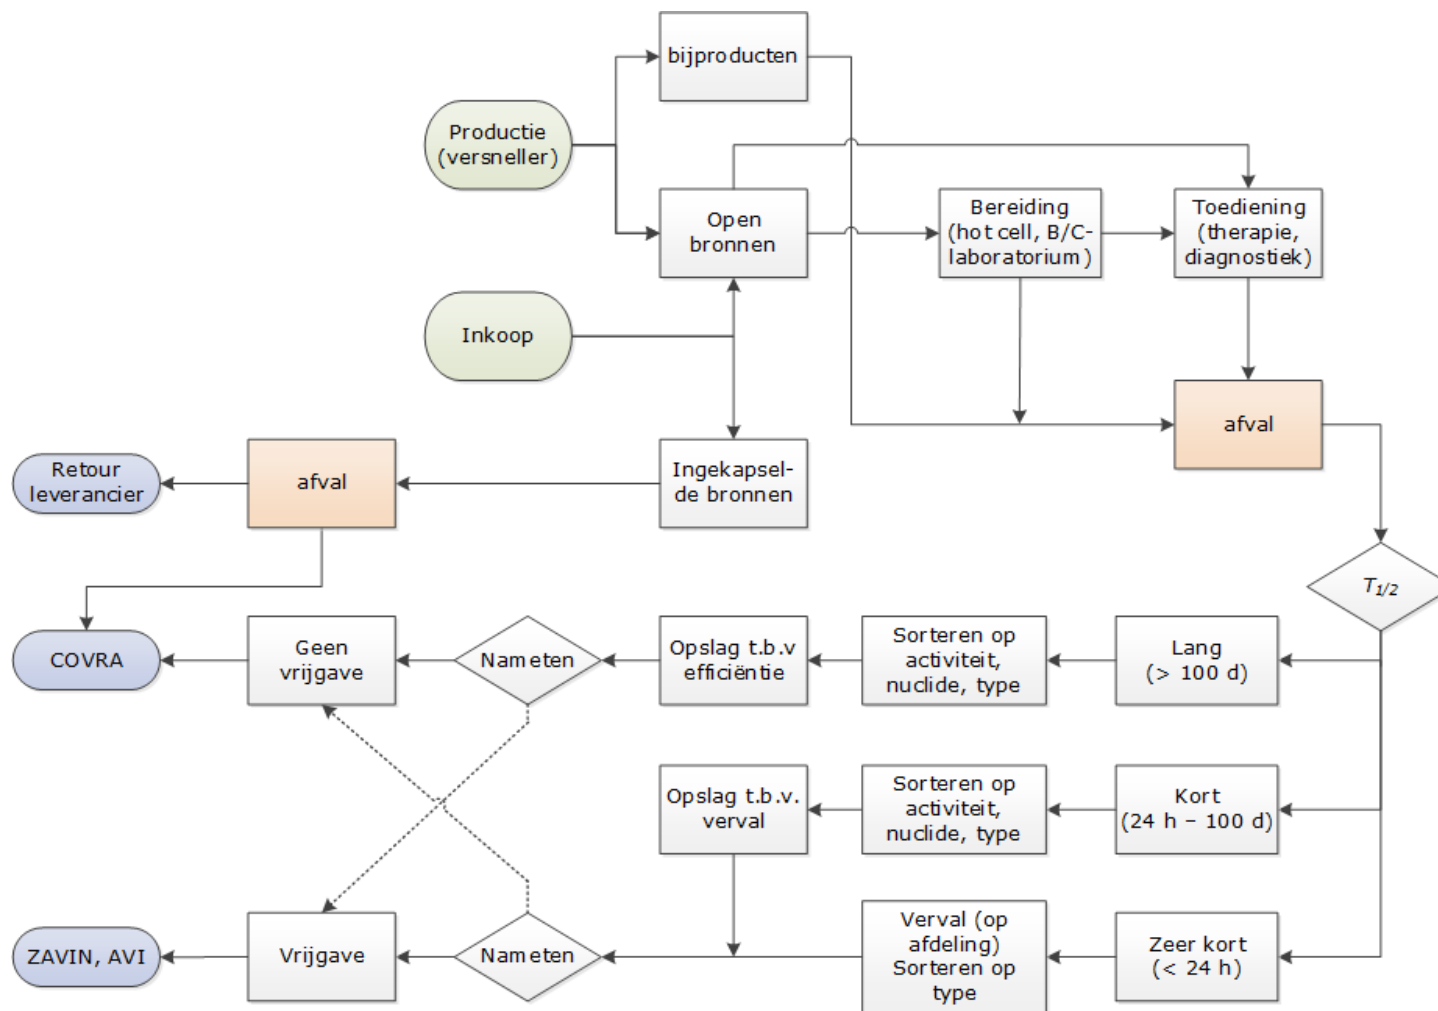 bijproducten
Productie
(versneller)
Open
bronnen
Bereiding
(hot cell, B/C-
laboratorium)
Toediening
(therapie,
diagnostiek)
Inkoop
afval
Retour
leverancier
afval
Ingekapsel-
de bronnen
T1/2
COVRA
Geen
vrijgave
Nameten
Opslag t.b.v
efficiëntie
Sorteren op
activiteit,
nuclide, type
Lang
(> 100 d)
Opslag t.b.v.
verval
Sorteren op
activiteit,
nuclide, type
Kort
(24 h – 100 d)
ZAVIN, AVI
Vrijgave
Nameten
Verval (op
afdeling)
Sorteren op
type
Zeer kort
(< 24 h)